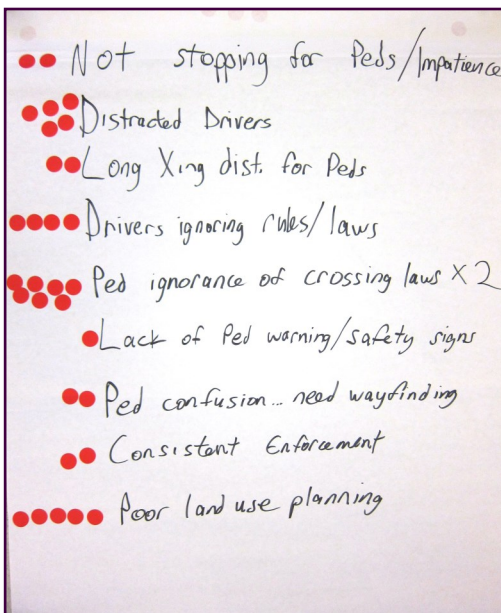 Not stopping for Peds/Impatience
Distracted Drivers
Long Xing dist. for Peds
Drivers ignoring rules/laws
Ped ignorance of crossing laws X 2
Lack of Ped warning/safety signs
Ped confusion... need wayfinding
Consistent Enforcement
Poor land use planning